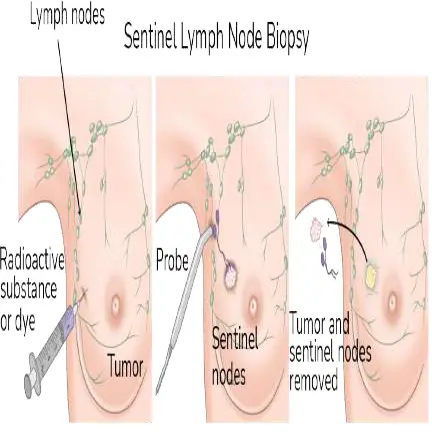 Lymph nodes
Sentinel Lymph Node Biopsy
Radioactive
substance
or dye
Tumor
Probe
Sentinel
nodes
Tumor and
sentinel nodes
removed